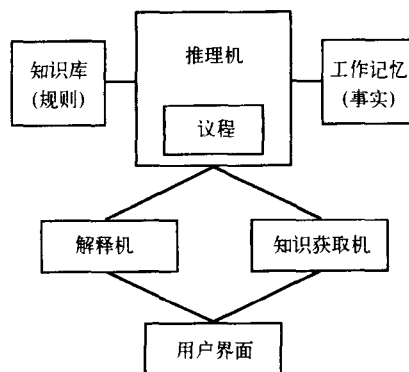 推理机
知识库
(规则)
工作记忆
(事实)
议程
解释机
知识获取机
用户界面